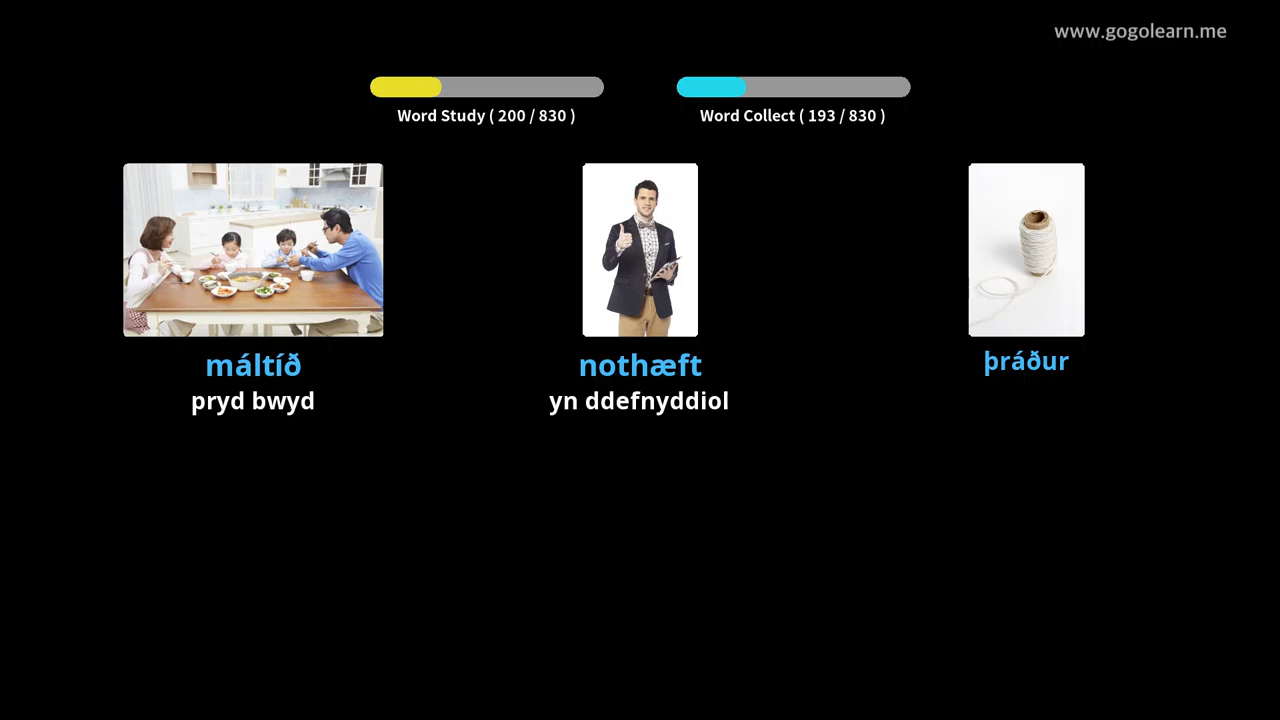 www.gogolearn.me
Word Study ( 200 / 830 )
Word Collect ( 193 / 830 )
máltíð
pryd bwyd
nothæft
yn ddefnyddiol
þráður